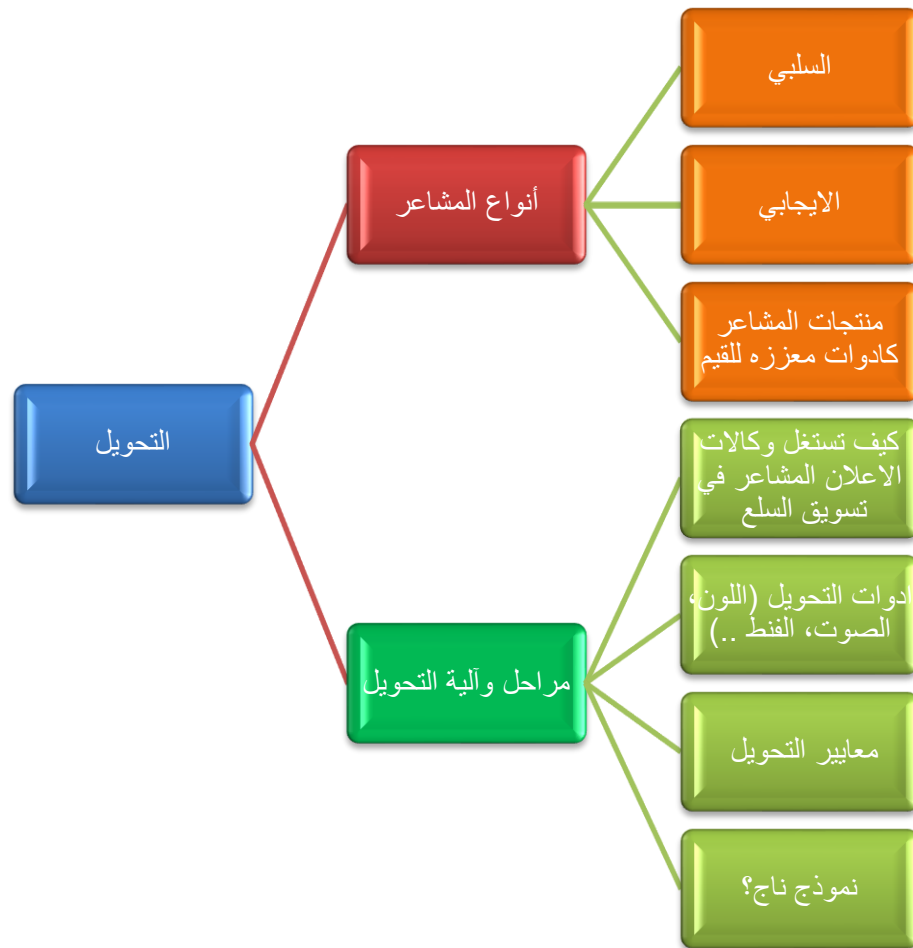 السلبي
أنواع المشاعر
الايجابي
منتجات المشاعر
كادوات معززه للقيم
التحويل
كيف تستغل وكالات
الاعلان المشاعر في
تسويق السلع
ادوات التحويل (اللون،
الصوت، الفنط ..)
مراحل وآلية التحويل
معايير التحويل
نموذج ناج؟